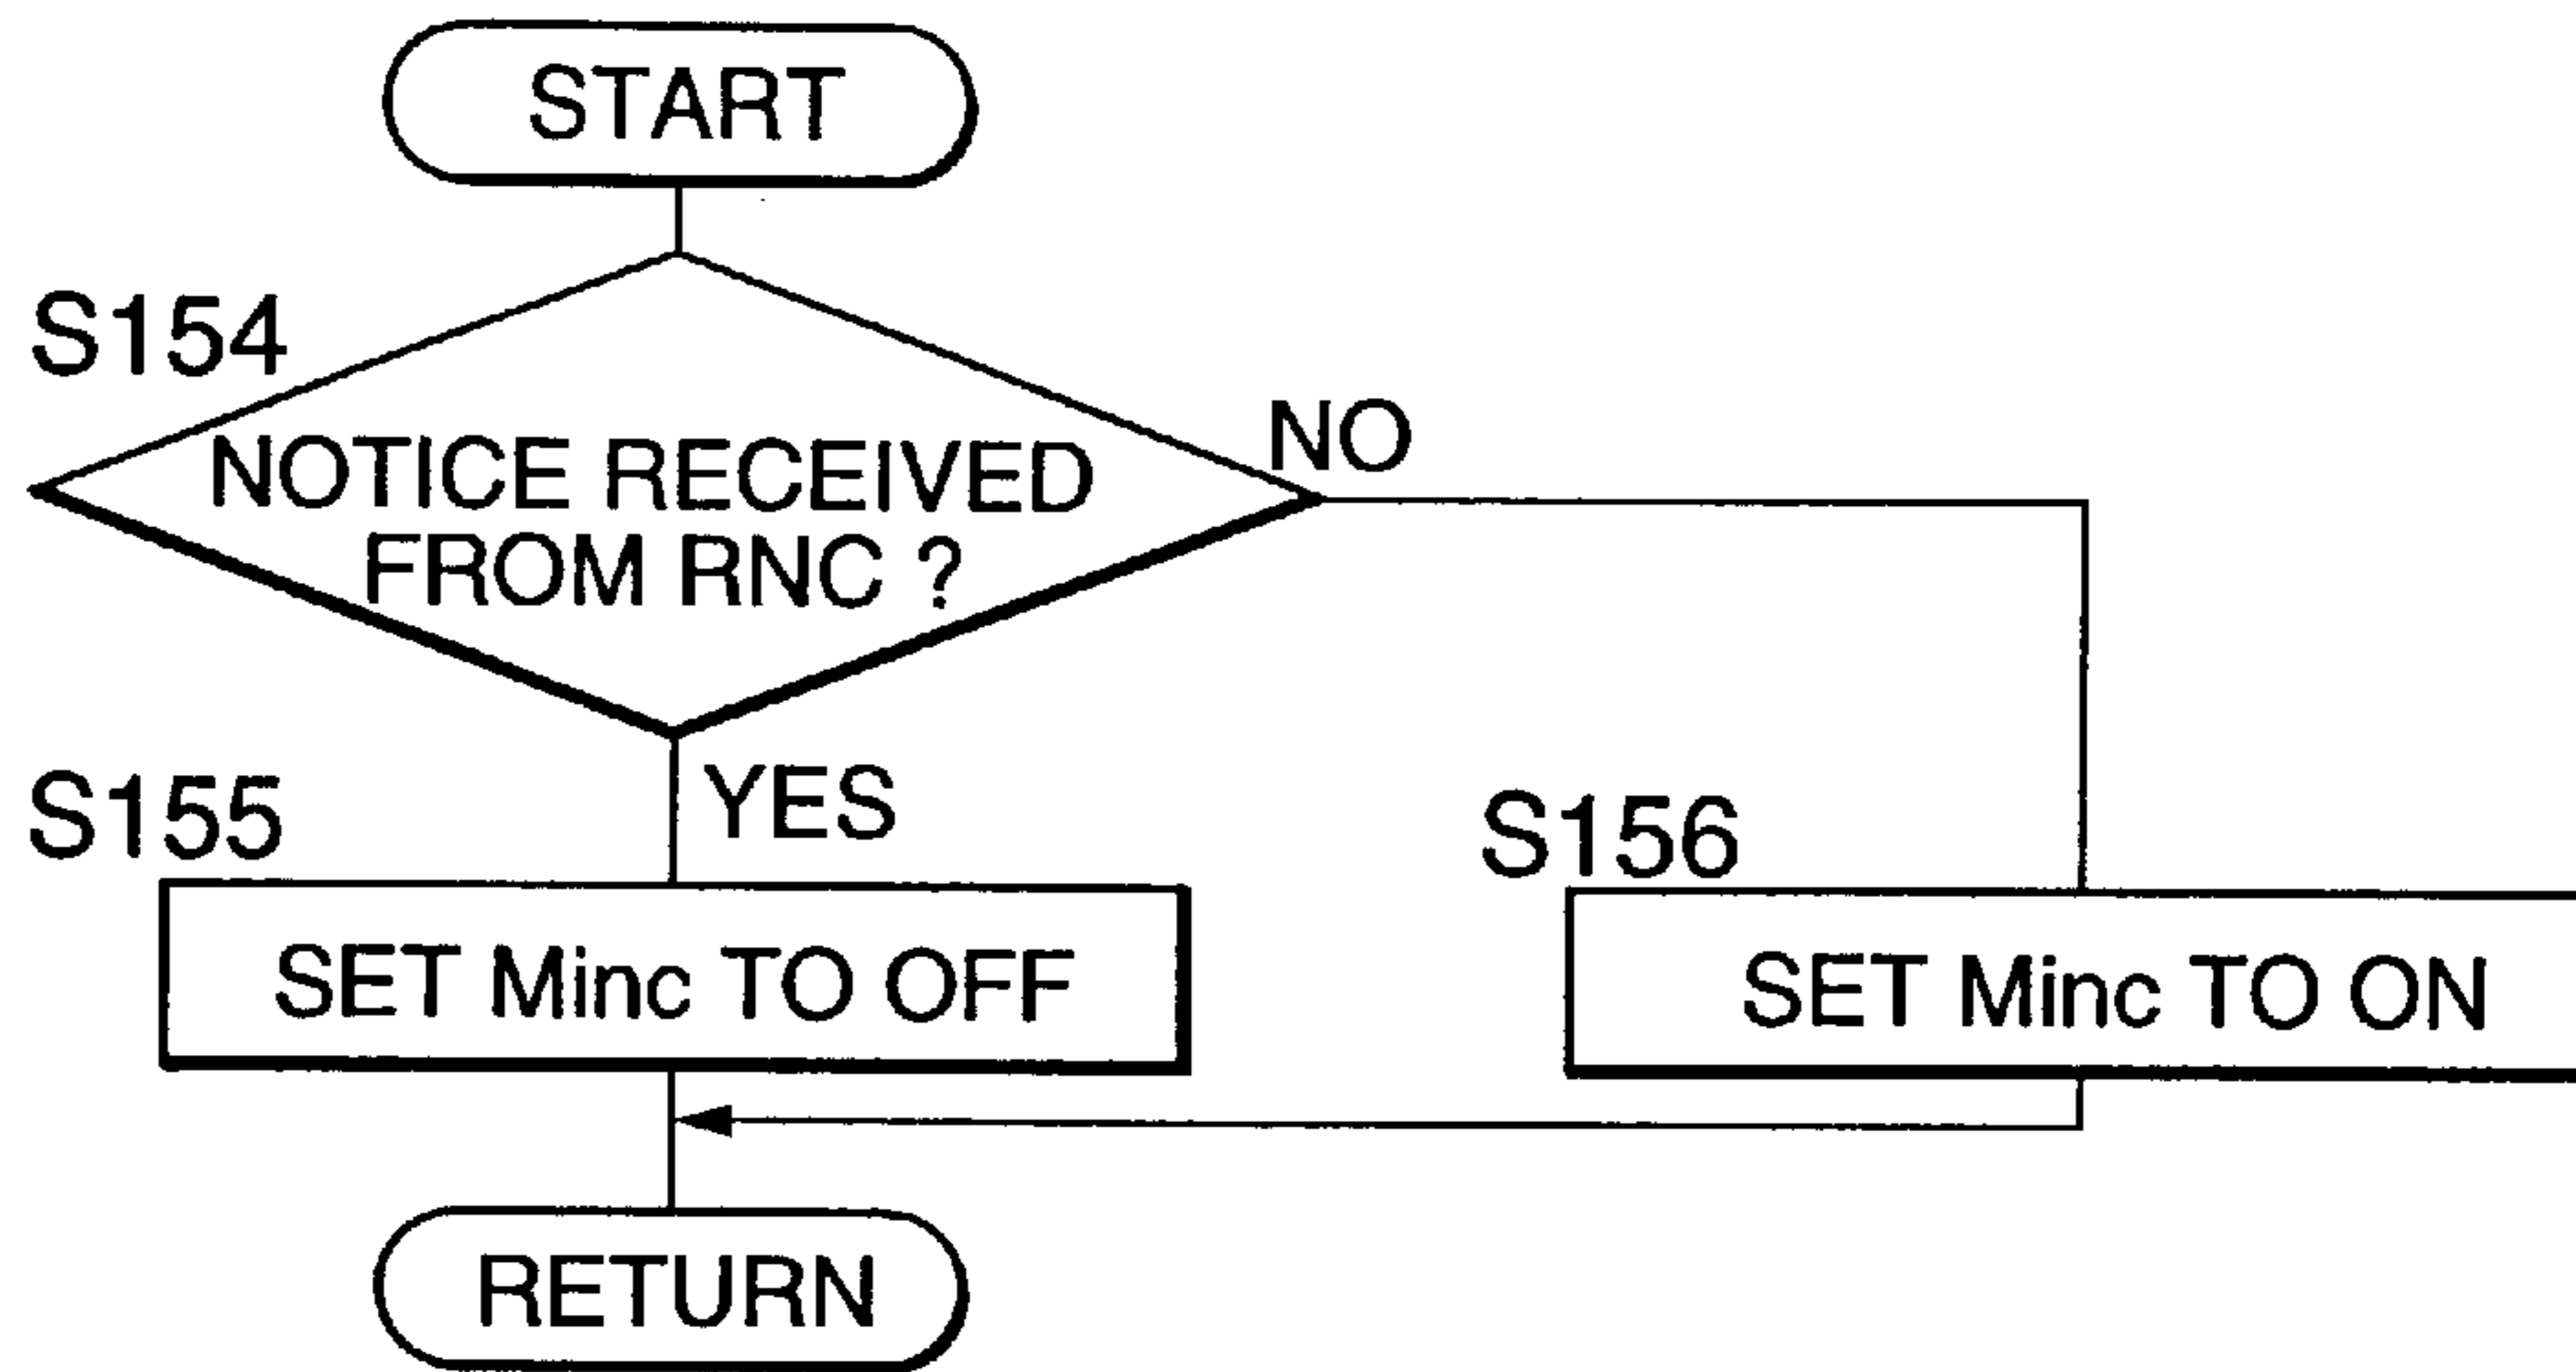 START
S154
NOTICE RECEIVED
FROM RNC ?
NO
YES
S155
SET Minc TO OFF
S156
SET Minc TO ON
RETURN